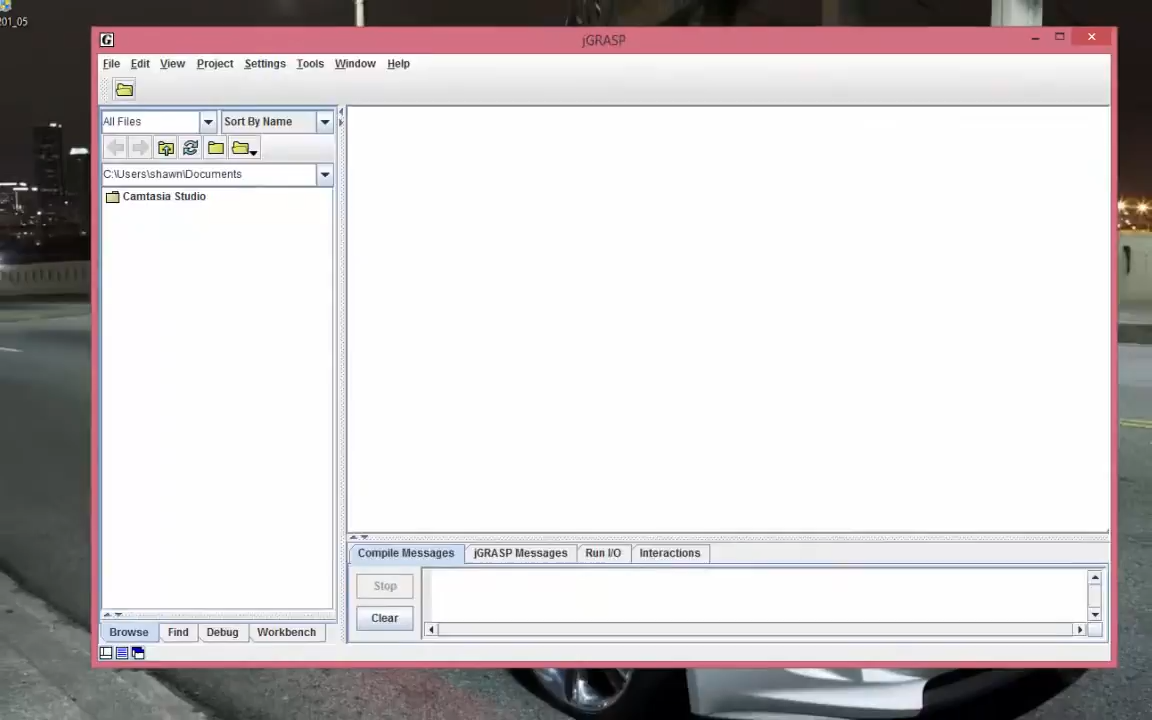 201_05
G
jGRASP
File Edit View Project Settings Tools Window Help
All Files Sort By Name
C:\Users\shawn\Documents
Camtasia Studio
Compile Messages jGRASP Messages Run I/O Interactions
Stop
Clear
Browse Find Debug Workbench